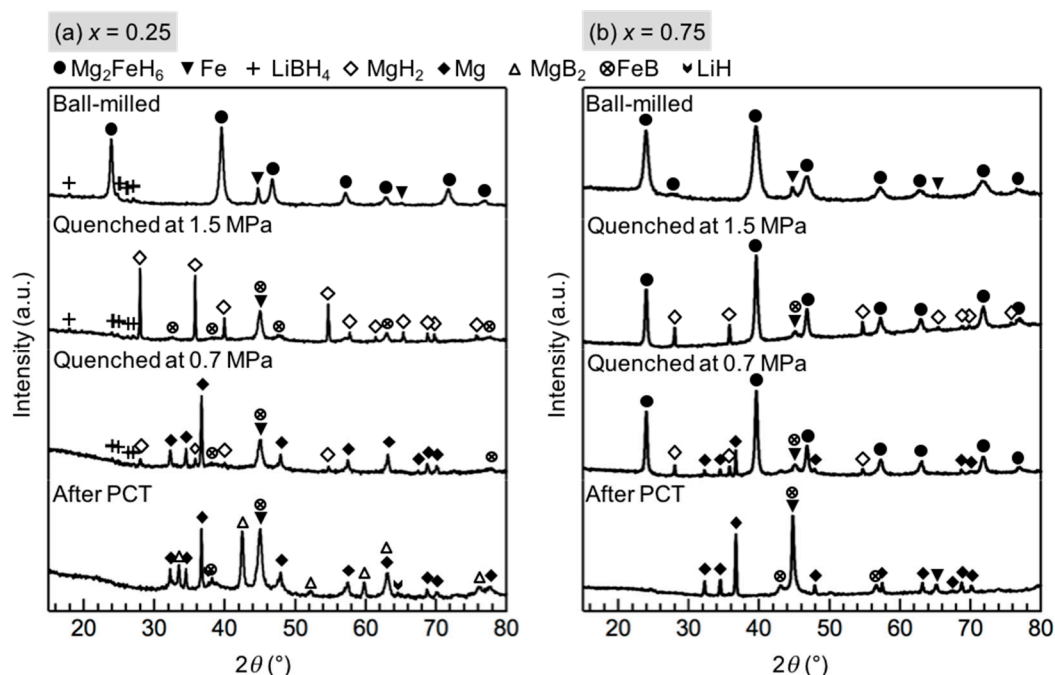 (a) x = 0.25
(b) x = 0.75
Mg₂FeH₆ Fe LiBH₄ MgH₂ Mg MgB₂ FeB LiH
Ball-milled
Quenched at 1.5 MPa
Quenched at 0.7 MPa
After PCT
Intensity (a.u.)
20 30 40 50 60 70 80
2θ (°)
Ball-milled
Quenched at 1.5 MPa
Quenched at 0.7 MPa
After PCT
Intensity (a.u.)
20 30 40 50 60 70 80
2θ (°)